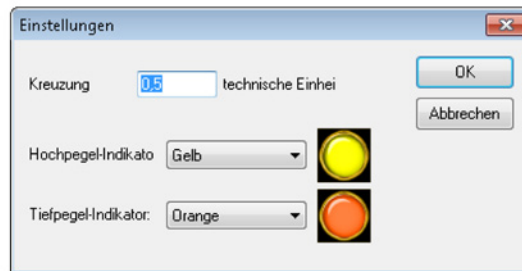 Einstellungen
Kreuzung 0,5 technische Einhei
OK
Abbrechen
Hochpegel-Indikato Gelb
Tiefpegel-Indikator: Orange